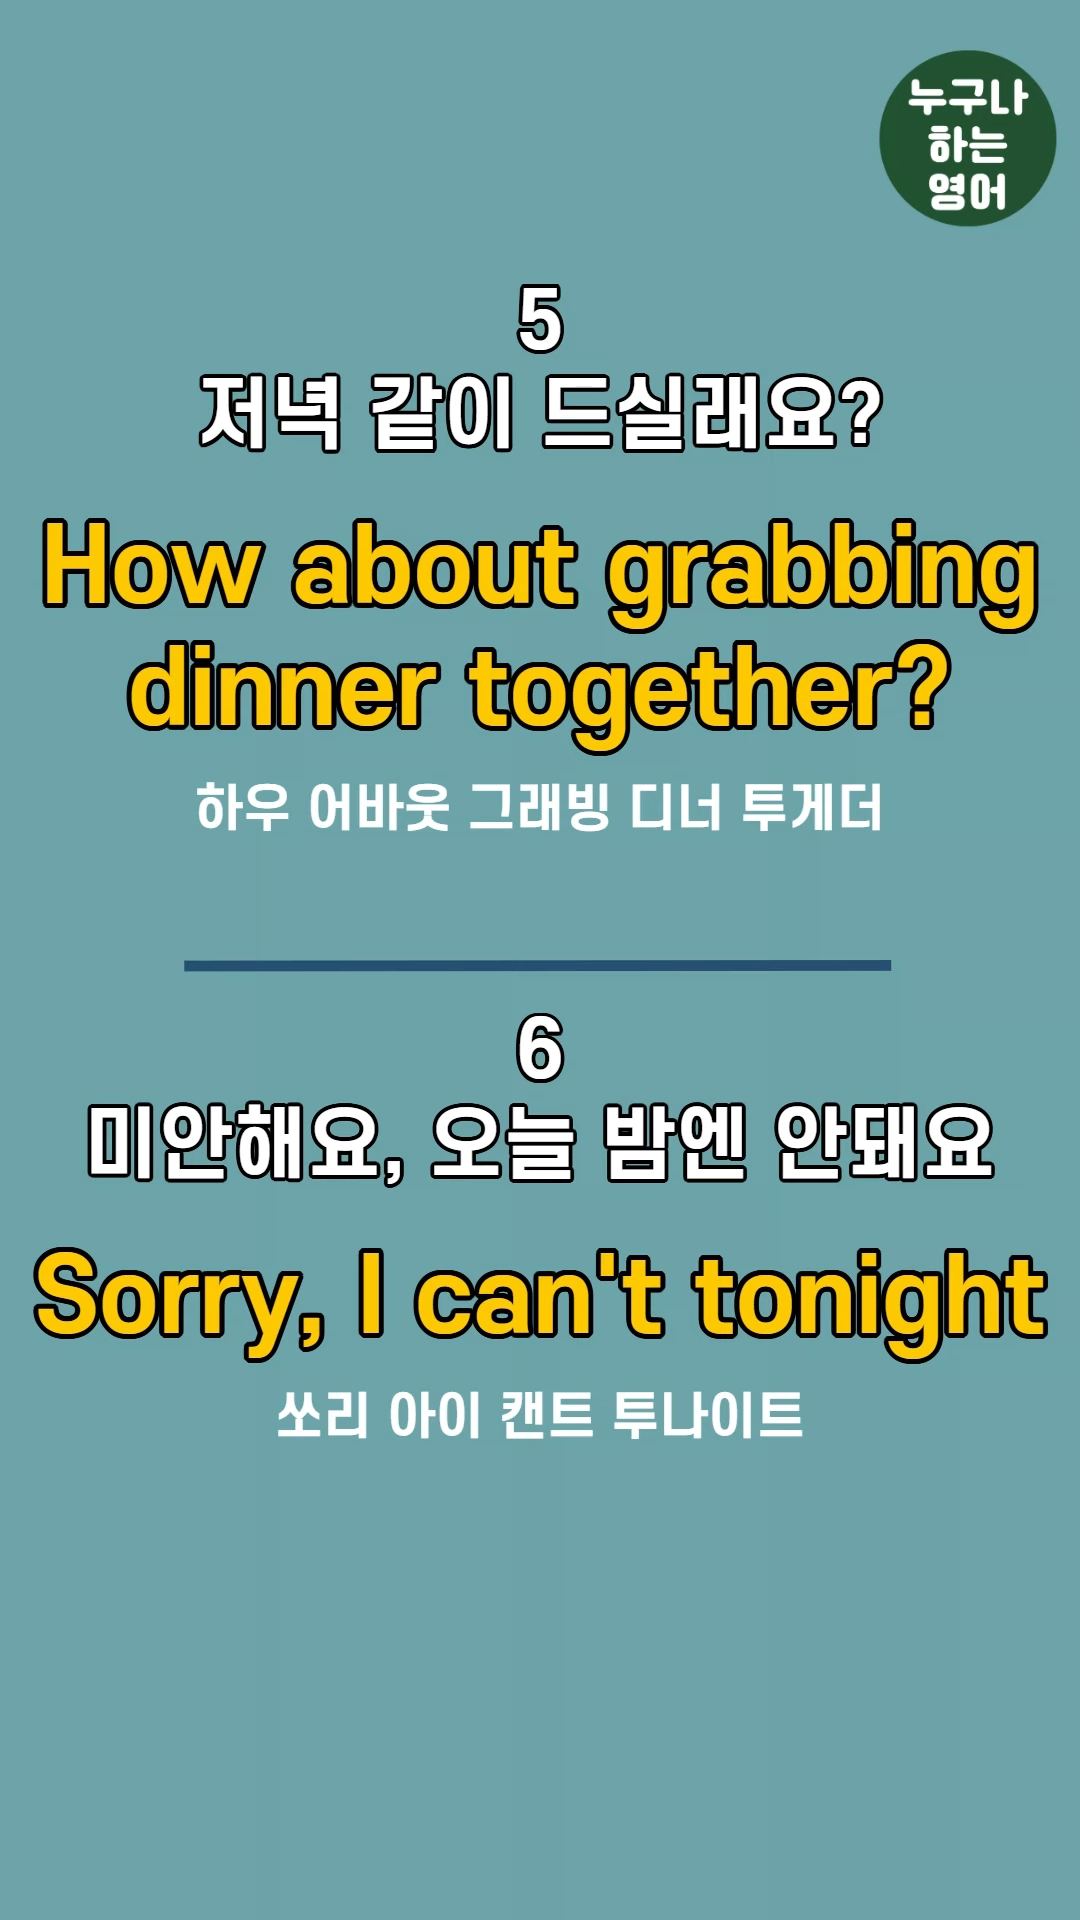 누구나
하는
영어
5
저녁 같이 드실래요?
How about grabbing
dinner together?
하우 어바웃 그래빙 디너 투게더
6
미안해요, 오늘 밤엔 안돼요
Sorry, I can't tonight
쏘리 아이 캔트 투나이트